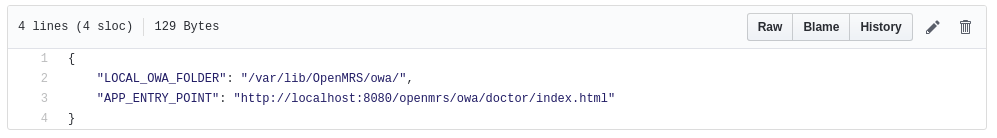 4 lines (4 sloc) 129 Bytes Raw Blame History
1 {
2     "LOCAL_OWA_FOLDER": "/var/lib/OpenMRS/owa/",
3     "APP_ENTRY_POINT": "http://localhost:8080/openmrs/owa/doctor/index.html"
4 }